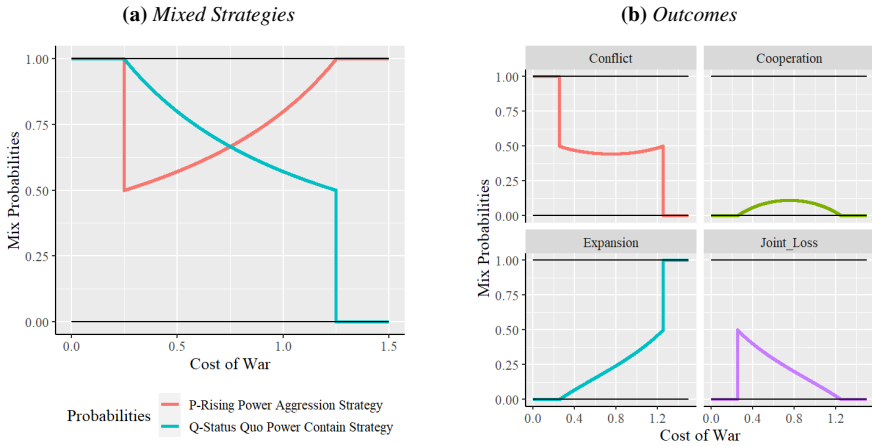 (a) Mixed Strategies
1.00
0.75
0.50
0.25
0.00
Mix Probabilities
0.0 0.5 1.0 1.5
Cost of War
Probabilities
P-Rising Power Aggression Strategy
Q-Status Quo Power Contain Strategy
(b) Outcomes
Conflict Cooperation
1.00
0.75
0.50
0.25
0.00
Expansion Joint_Loss
1.00
0.75
0.50
0.25
0.00
Mix Probabilities
0.0 0.4 0.8 1.2 0.0 0.4 0.8 1.2
Cost of War